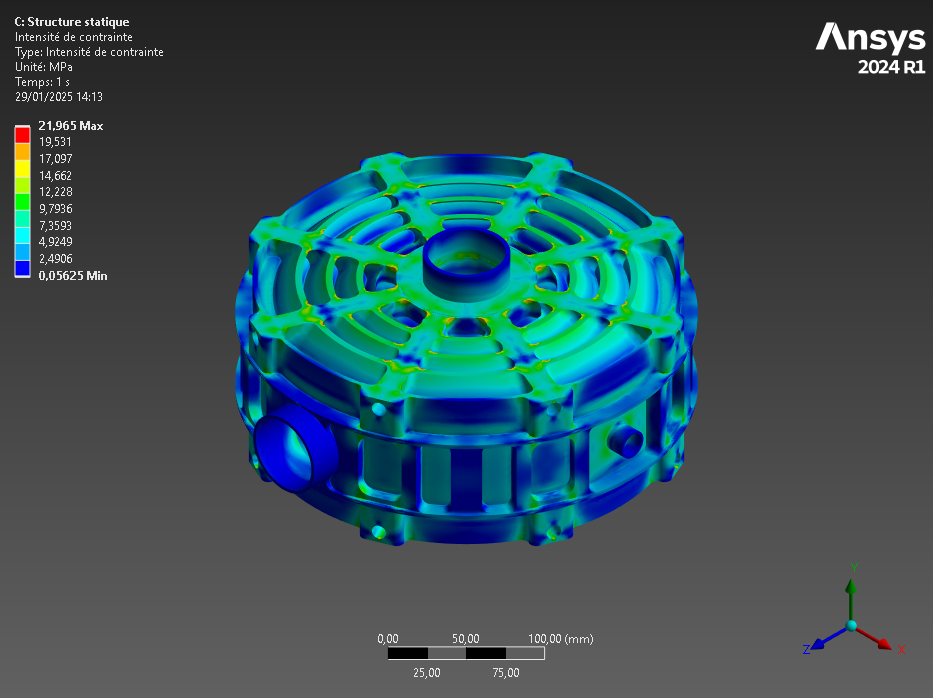 C: Structure statique
Intensité de contrainte
Type: Intensité de contrainte
Unité: MPa
Temps: 1 s
29/01/2025 14:13
21,965 Max
19,531
17,097
14,662
12,228
9,7936
7,3593
4,9249
2,4906
0,05625 Min
Ansys
2024 R1
0,00 50,00 100,00 (mm)
25,00 75,00
Y
Z X